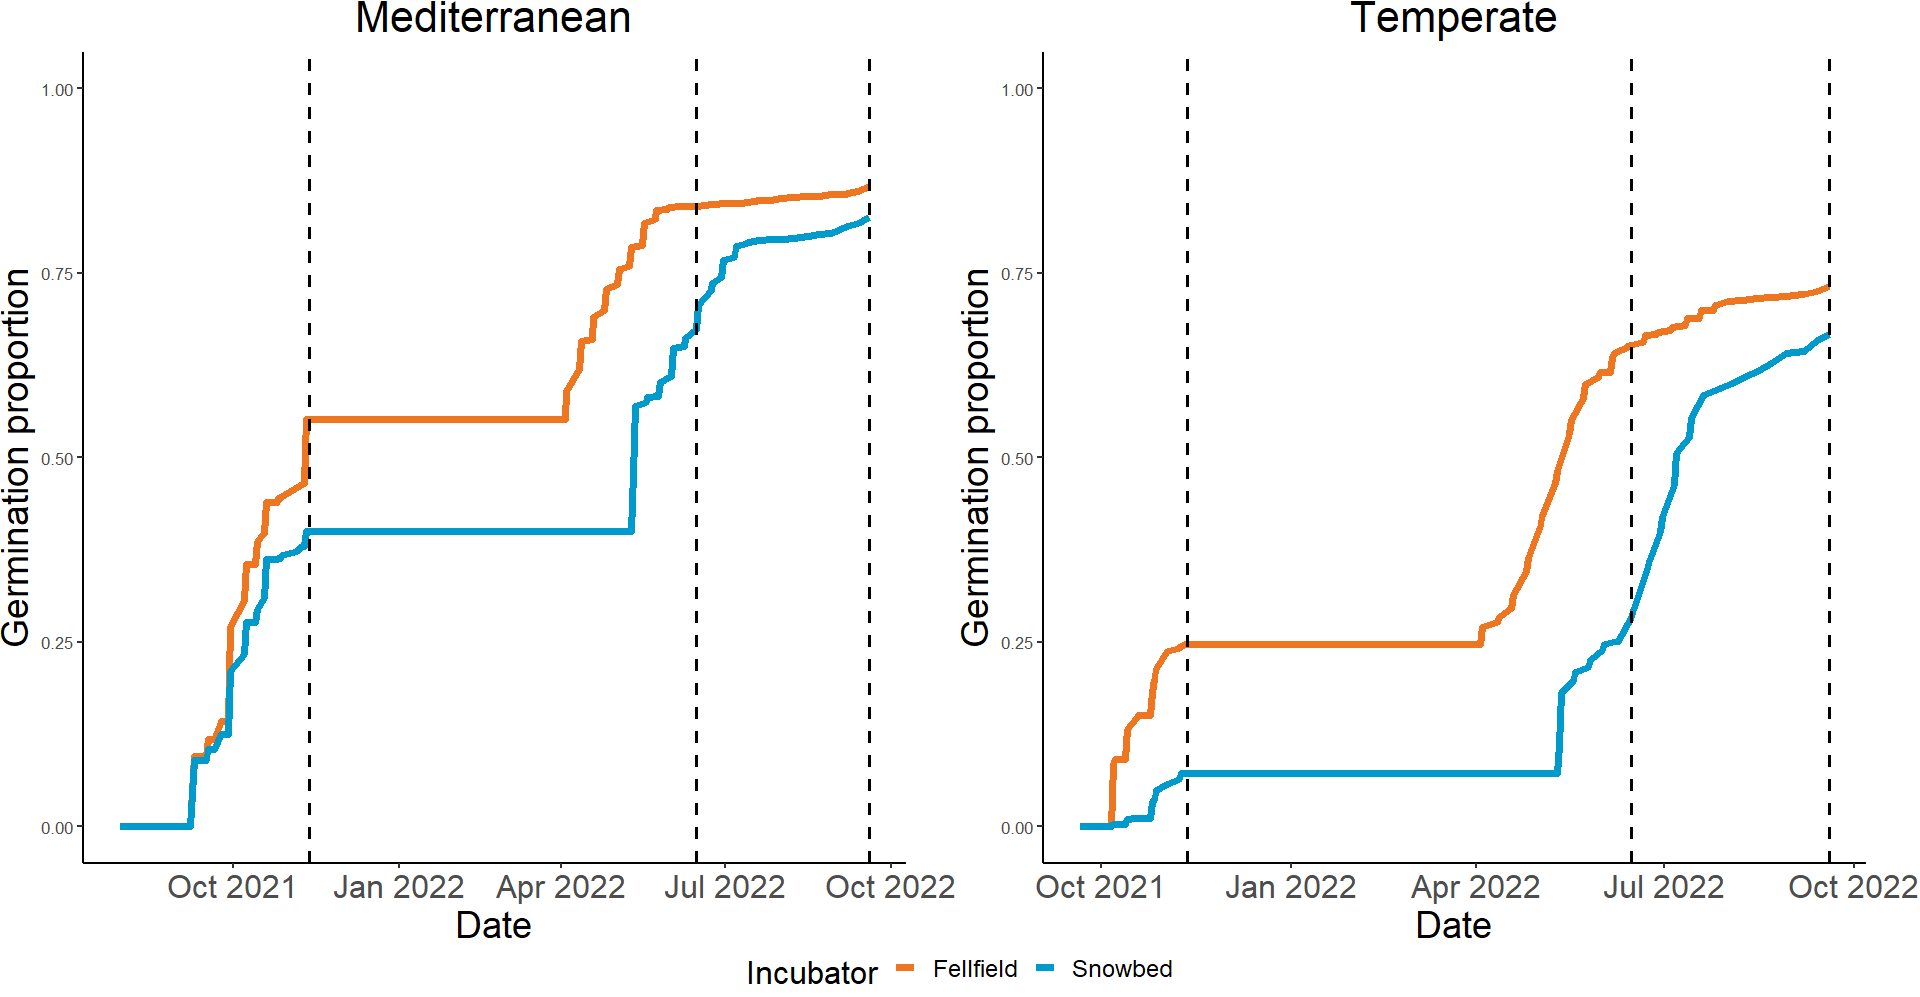 Mediterranean
Temperate
Germination proportion
1.00
0.75
0.50
0.25
0.00
Oct 2021
Jan 2022
Apr 2022
Jul 2022
Oct 2022
Date
Germination proportion
1.00
0.75
0.50
0.25
0.00
Oct 2021
Jan 2022
Apr 2022
Jul 2022
Oct 2022
Date
Incubator Fellfield Snowbed